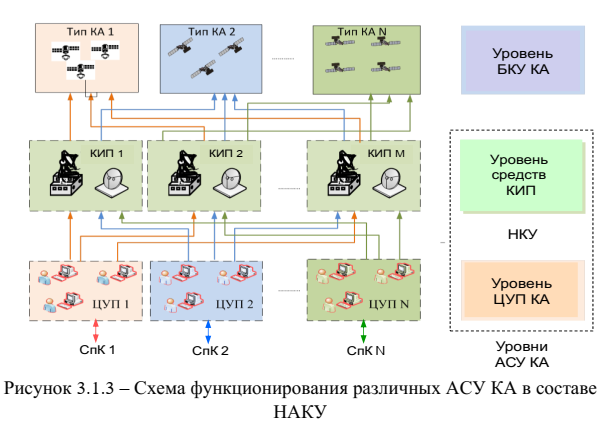 Тип КА 1
Тип КА 2
Тип КА N
Уровень
БКУ КА
КИП 1
КИП 2
КИП М
Уровень
средств
КИП
НКУ
ЦУП 1
ЦУП 2
ЦУП N
Уровень
ЦУП КА
СпК 1
СпК 2
СпК N
Уровни
АСУ КА
Рисунок 3.1.3 – Схема функционирования различных АСУ КА в составе
НАКУ